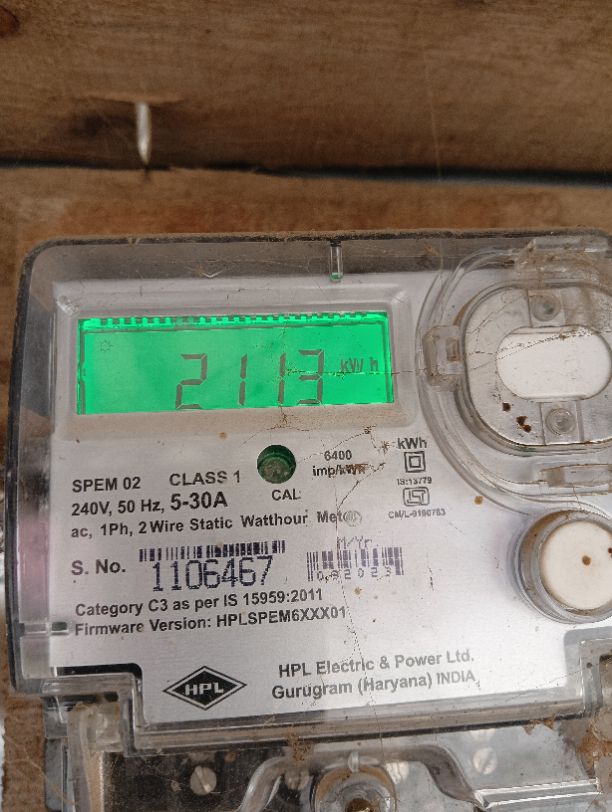 2113 kWh
6400
imp/kWh
kWh
IS:13779
CM/L-9190763
SPEM 02 CLASS 1
240V, 50 Hz, 5-30A
CAL
ac, 1Ph, 2 Wire Static Watthour Meter
S. No. 1106467
M/Yr.
092023
Category C3 as per IS 15959:2011
Firmware Version: HPLSPEM6XXX01
HPL
HPL Electric & Power Ltd.
Gurugram (Haryana) INDIA